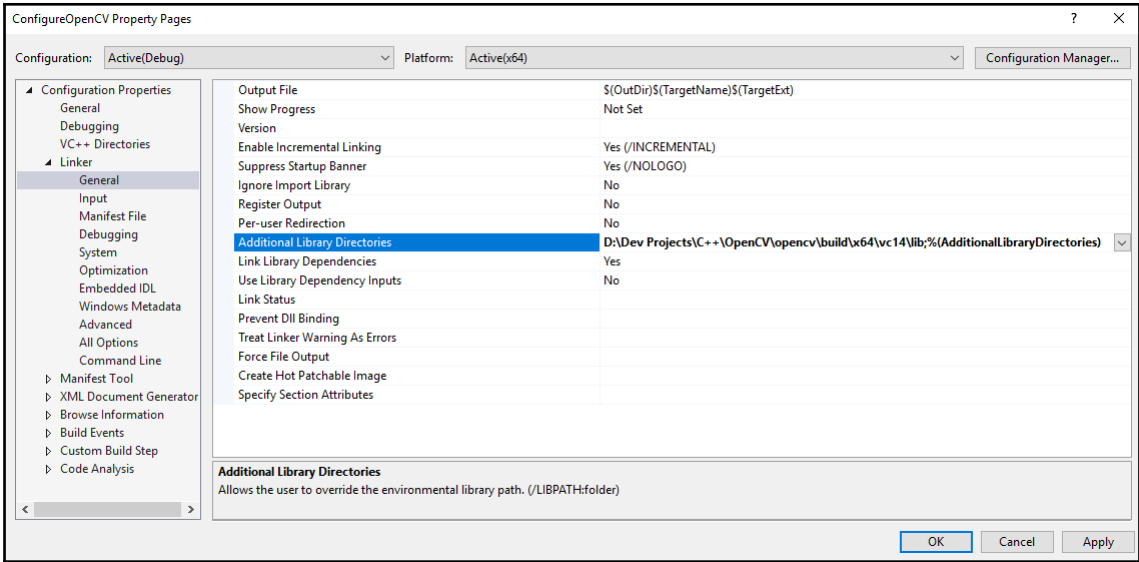 ConfigureOpenCV Property Pages ? ×
Configuration: Active(Debug) Platform: Active(x64) Configuration Manager...
Configuration Properties
General
Debugging
VC++ Directories
Linker
General
Input
Manifest File
Debugging
System
Optimization
Embedded IDL
Windows Metadata
Advanced
All Options
Command Line
Manifest Tool
XML Document Generator
Browse Information
Build Events
Custom Build Step
Code Analysis
Output File $(OutDir)$(TargetName)$(TargetExt)
Show Progress Not Set
Version
Enable Incremental Linking Yes (/INCREMENTAL)
Suppress Startup Banner Yes (/NOLOGO)
Ignore Import Library No
Register Output No
Per-user Redirection No
Additional Library Directories D:\Dev Projects\C++\OpenCV\opencv\build\x64\vc14\lib;%(AdditionalLibraryDirectories)
Link Library Dependencies Yes
Use Library Dependency Inputs No
Link Status
Prevent Dll Binding
Treat Linker Warning As Errors
Force File Output
Create Hot Patchable Image
Specify Section Attributes
Additional Library Directories
Allows the user to override the environmental library path. (/LIBPATH:folder)
OK Cancel Apply